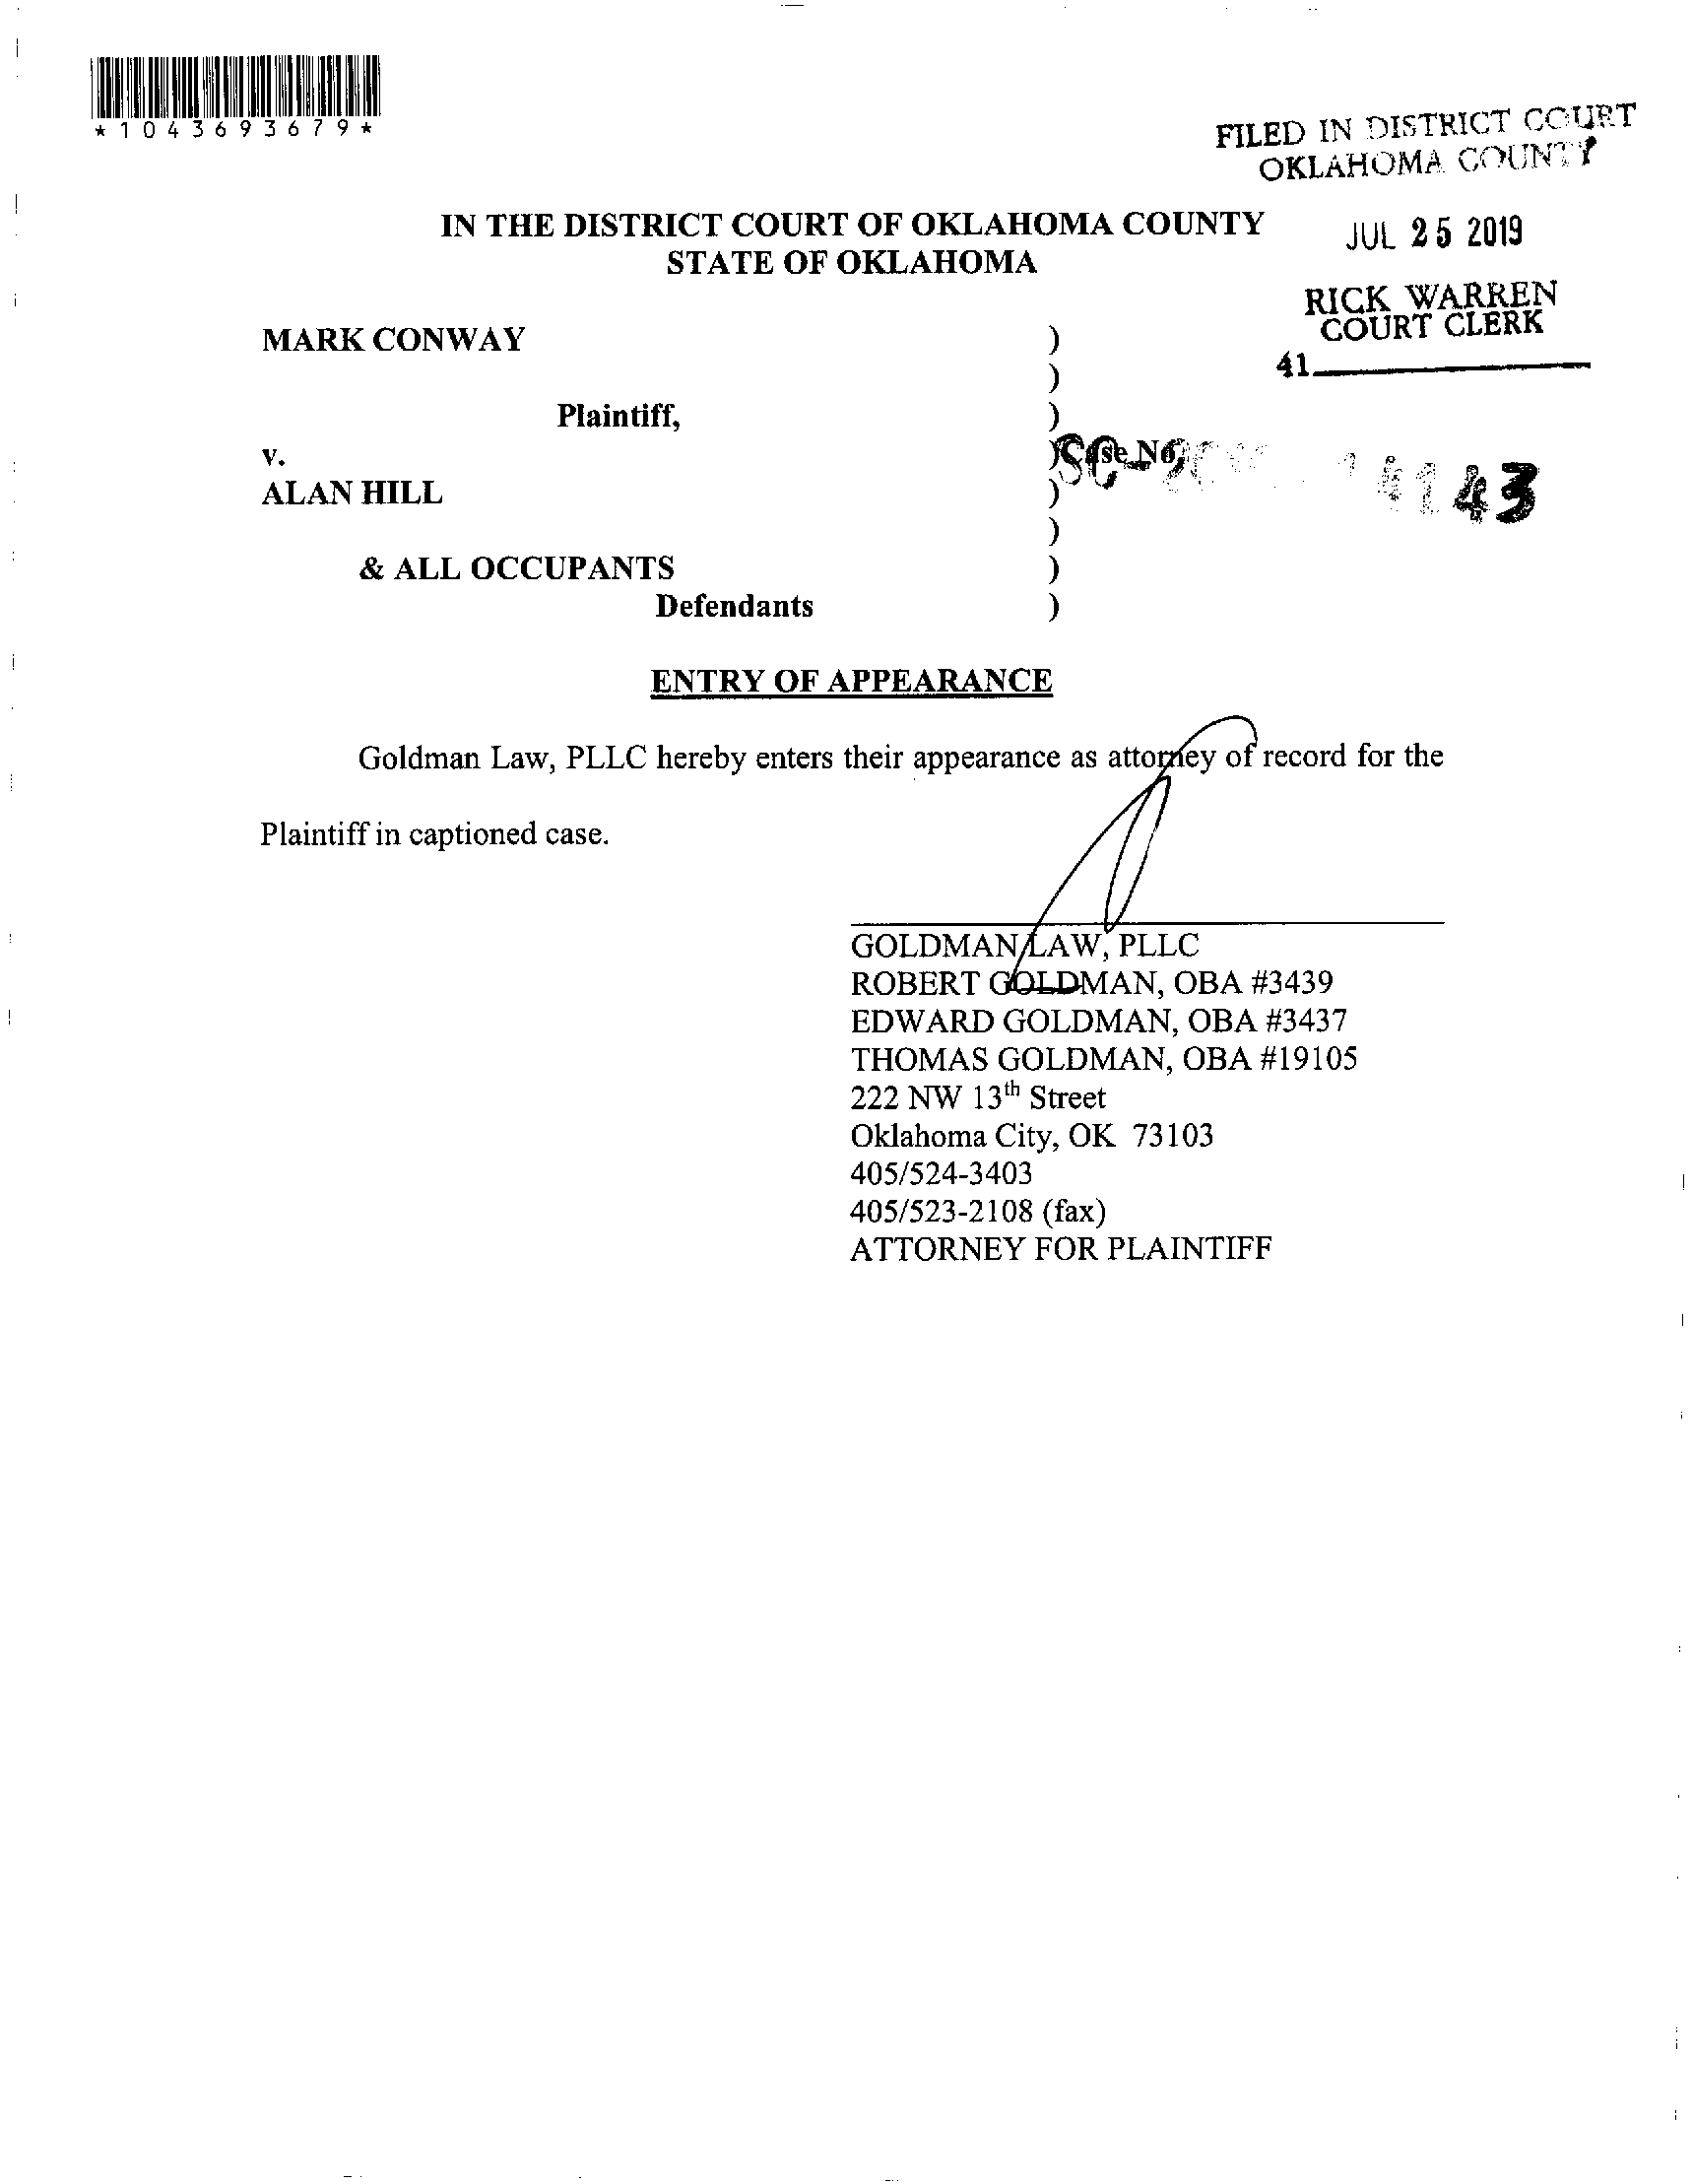 *1043693679*
FILED IN DISTRICT COURT
OKLAHOMA COUNTY
JUL 25 2019
RICK WARREN
COURT CLERK
41
IN THE DISTRICT COURT OF OKLAHOMA COUNTY
STATE OF OKLAHOMA
MARK CONWAY )
)
Plaintiff, )
v. ) Case No.
ALAN HILL )
)
& ALL OCCUPANTS )
Defendants )
ENTRY OF APPEARANCE
Goldman Law, PLLC hereby enters their appearance as attorney of record for the
Plaintiff in captioned case.
GOLDMAN LAW, PLLC
ROBERT GOLDMAN, OBA #3439
EDWARD GOLDMAN, OBA #3437
THOMAS GOLDMAN, OBA #19105
222 NW 13th Street
Oklahoma City, OK 73103
405/524-3403
405/523-2108 (fax)
ATTORNEY FOR PLAINTIFF